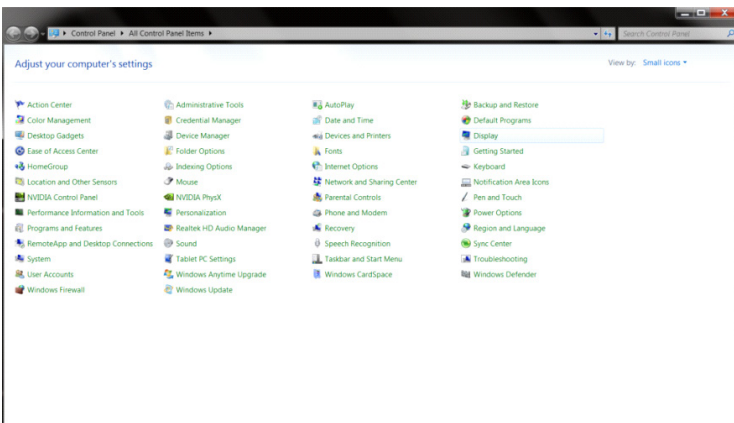 Control Panel All Control Panel Items Search Control Panel
Adjust your computer's settings View by: Small icons
Action Center Administrative Tools AutoPlay Backup and Restore
Color Management Credential Manager Date and Time Default Programs
Desktop Gadgets Device Manager Devices and Printers Display
Ease of Access Center Folder Options Fonts Getting Started
HomeGroup Indexing Options Internet Options Keyboard
Location and Other Sensors Mouse Network and Sharing Center Notification Area Icons
NVIDIA Control Panel NVIDIA PhysX Parental Controls Pen and Touch
Performance Information and Tools Personalization Phone and Modem Power Options
Programs and Features Realtek HD Audio Manager Recovery Region and Language
RemoteApp and Desktop Connections Sound Speech Recognition Sync Center
System Tablet PC Settings Taskbar and Start Menu Troubleshooting
User Accounts Windows Anytime Upgrade Windows CardSpace Windows Defender
Windows Firewall Windows Update